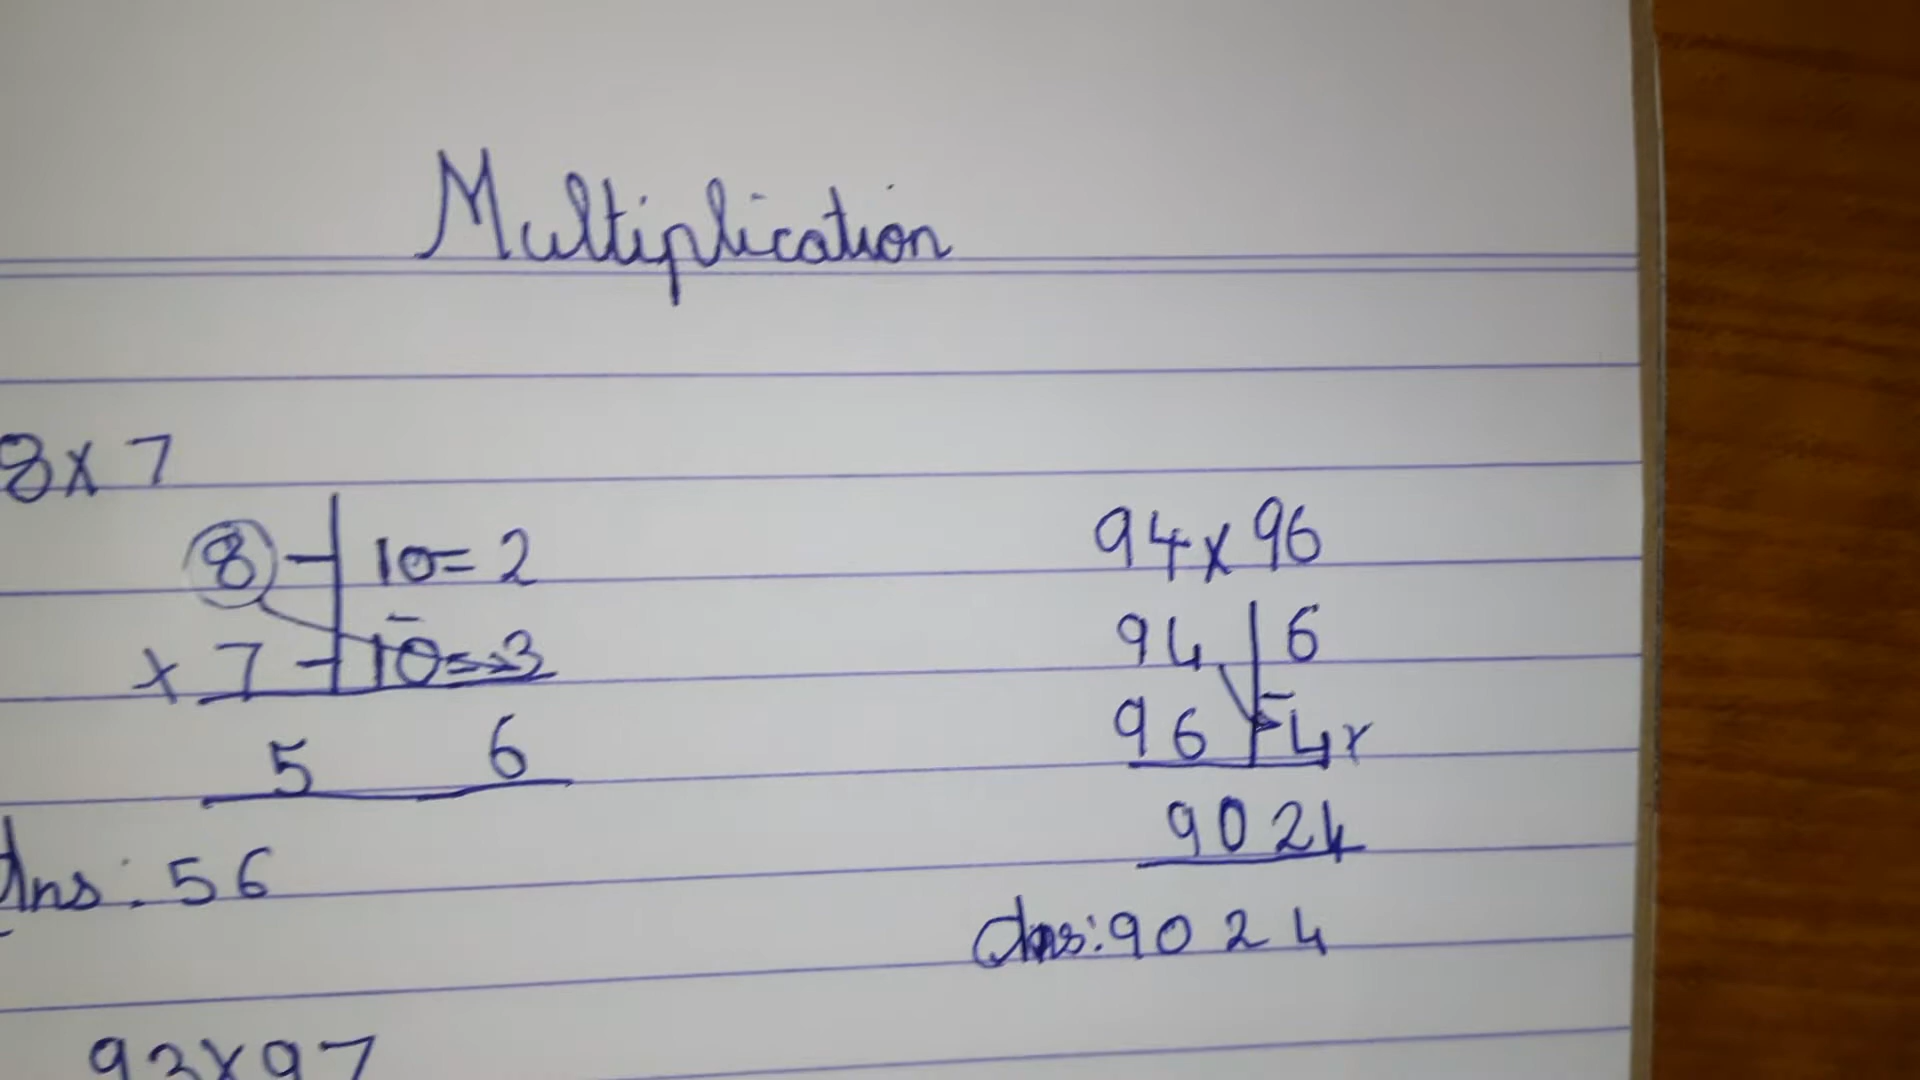 Multiplication
8x7
8 - | 10 = 2
x 7 - | 10 = 3
5 6
Ans: 56
94x96
94 | 6
96 | - 4x
9024
Ans: 9024
93x97